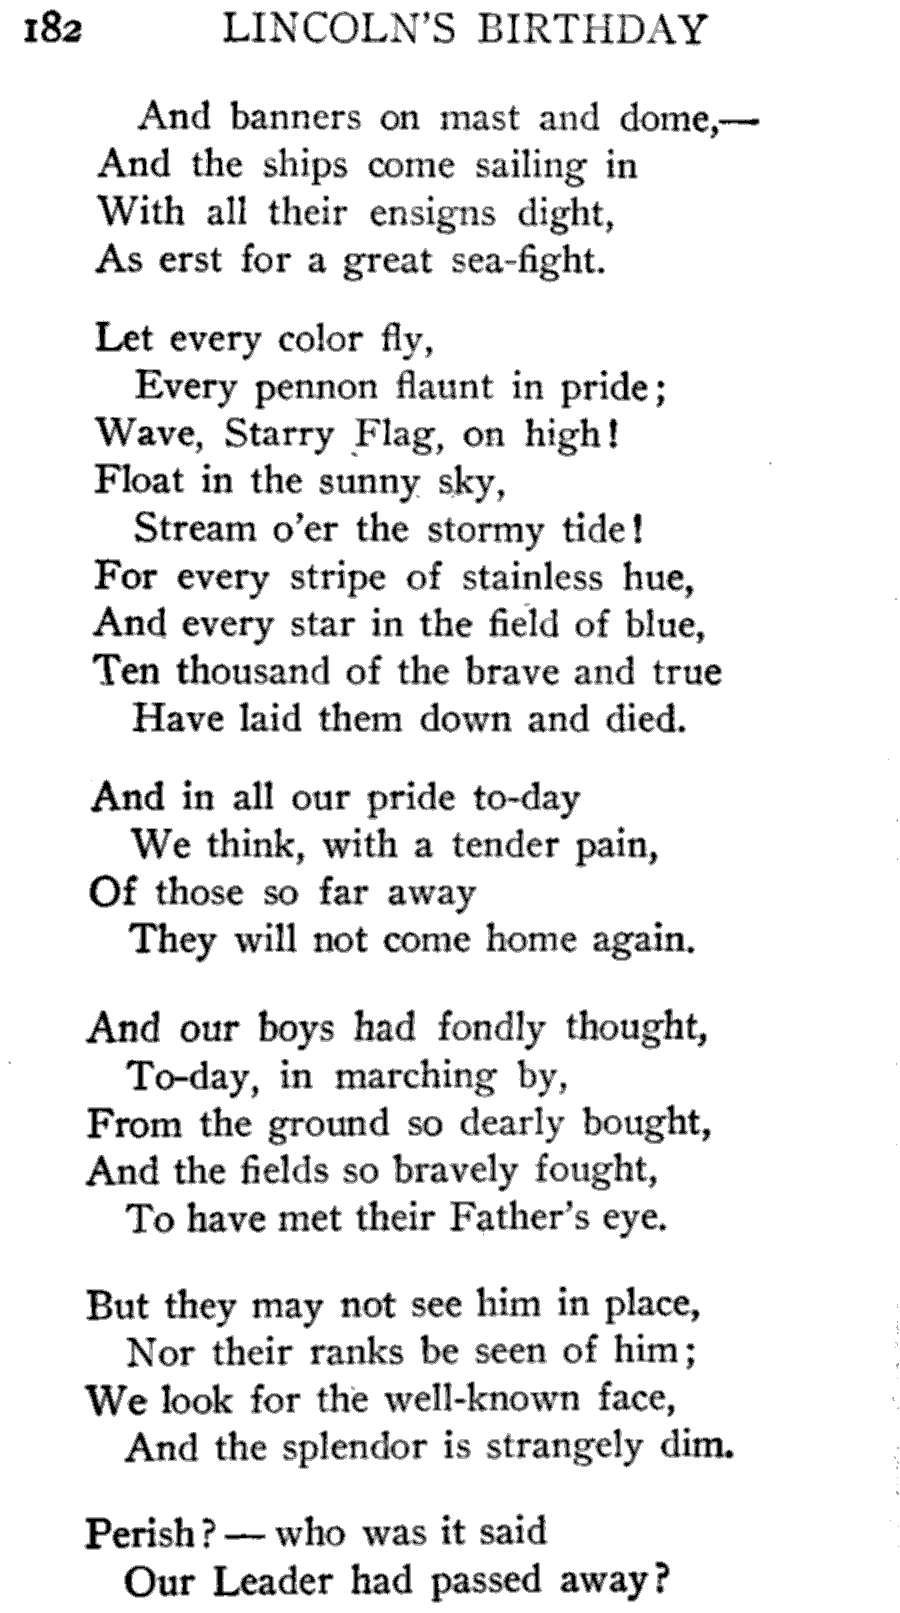 182 LINCOLN'S BIRTHDAY
And banners on mast and dome,—
And the ships come sailing in
With all their ensigns dight,
As erst for a great sea-fight.
Let every color fly,
Every pennon flaunt in pride;
Wave, Starry Flag, on high!
Float in the sunny sky,
Stream o'er the stormy tide!
For every stripe of stainless hue,
And every star in the field of blue,
Ten thousand of the brave and true
Have laid them down and died.
And in all our pride to-day
We think, with a tender pain,
Of those so far away
They will not come home again.
And our boys had fondly thought,
To-day, in marching by,
From the ground so dearly bought,
And the fields so bravely fought,
To have met their Father's eye.
But they may not see him in place,
Nor their ranks be seen of him;
We look for the well-known face,
And the splendor is strangely dim.
Perish?—who was it said
Our Leader had passed away?